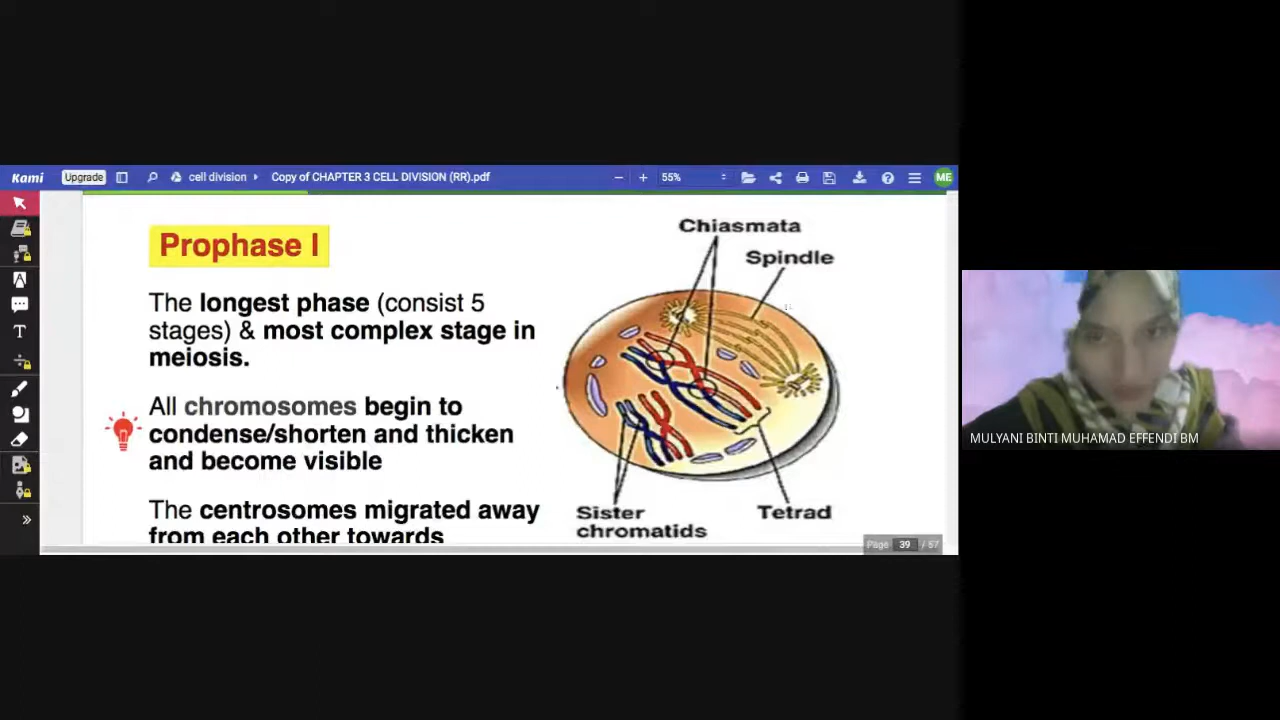 Kami
Upgrade
cell division
Copy of CHAPTER 3 CELL DIVISION (RR).pdf
55%
ME
Prophase I
The longest phase (consist 5
stages) & most complex stage in
meiosis.
All chromosomes begin to
condense/shorten and thicken
and become visible
The centrosomes migrated away
from each other towards
Chiasmata
Spindle
Sister
chromatids
Tetrad
Page 39 / 57
MULYANI BINTI MUHAMAD EFFENDI BM